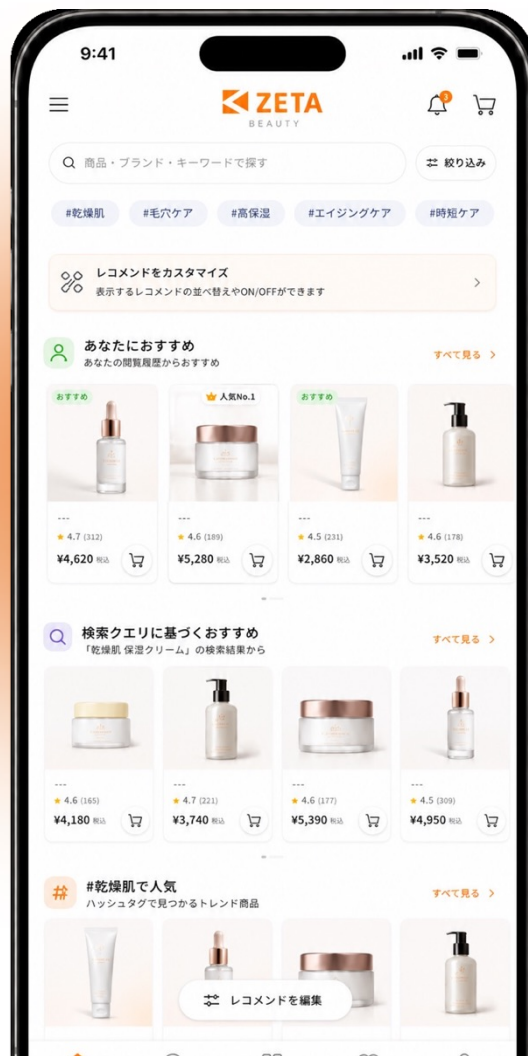 9:41
ZETA
BEAUTY
商品・ブランド・キーワードで探す
絞り込み
#乾燥肌 #毛穴ケア #高保湿 #エイジングケア #時短ケア
レコメンドをカスタマイズ
表示するレコメンドの並べ替えやON/OFFができます
あなたにおすすめ
あなたの閲覧履歴からおすすめ
すべて見る
おすすめ 人気No.1 おすすめ
--- --- --- ---
4.7 (312) 4.6 (189) 4.5 (231) 4.6 (178)
¥4,620 税込 ¥5,280 税込 ¥2,860 税込 ¥3,520 税込
検索クエリに基づくおすすめ
「乾燥肌 保湿クリーム」の検索結果から
すべて見る
--- --- --- ---
4.6 (165) 4.7 (221) 4.6 (177) 4.5 (309)
¥4,180 税込 ¥3,740 税込 ¥5,390 税込 ¥4,950 税込
#乾燥肌で人気
ハッシュタグで見つかるトレンド商品
すべて見る
レコメンドを編集